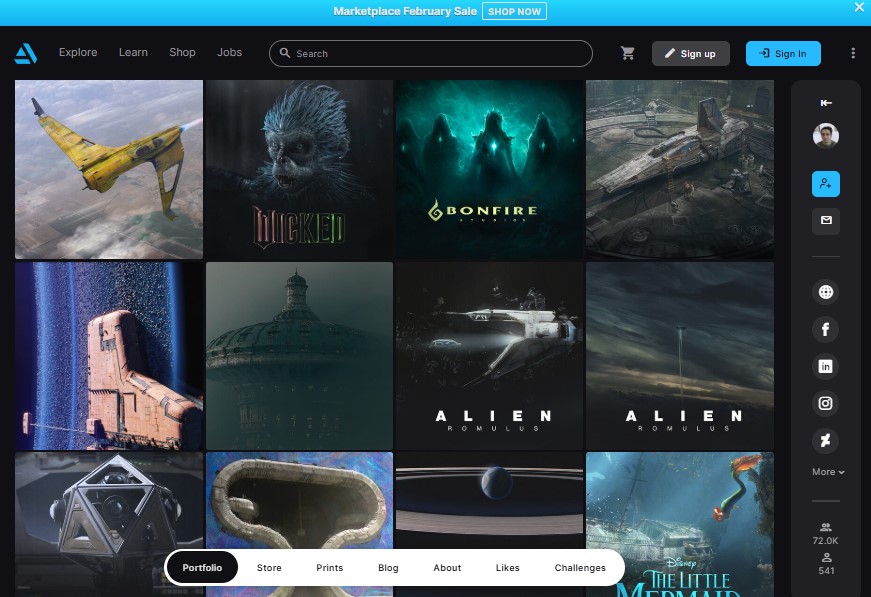 Marketplace February Sale SHOP NOW
Explore Learn Shop Jobs Search Sign up Sign In
WICKED
BONFIRE
STUDIOS
ALIEN
ROMULUS
ALIEN
ROMULUS
in
More
72.0K
541
Disney
THE LITTLE
MERMAID
Portfolio Store Prints Blog About Likes Challenges